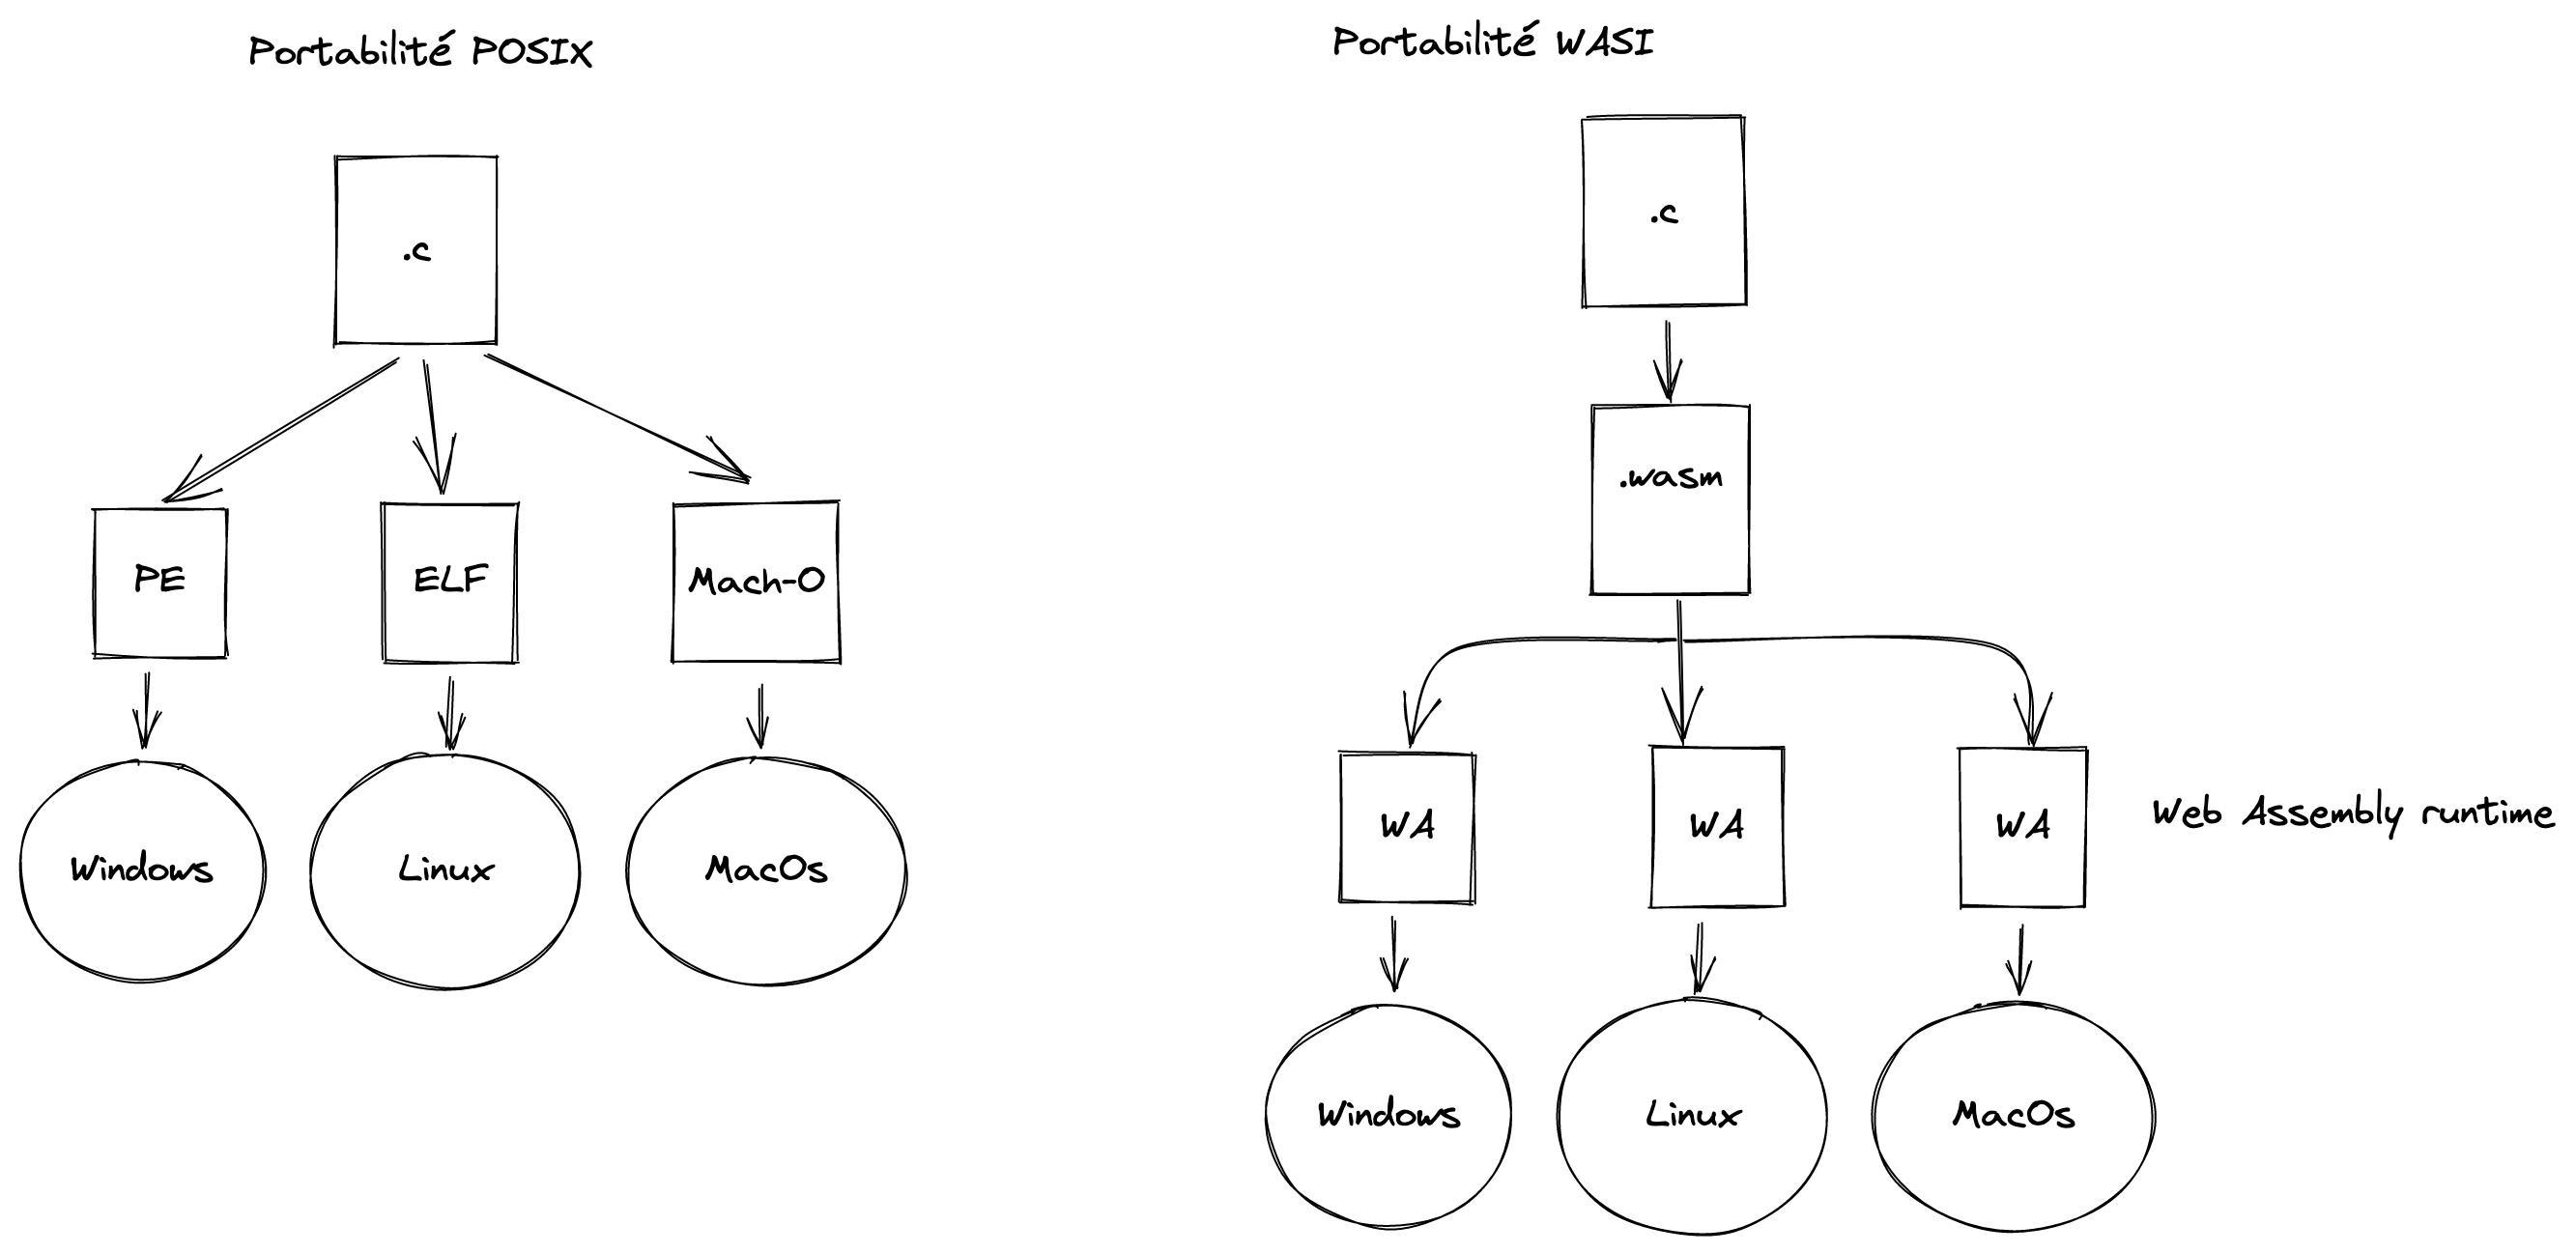 Portabilité POSIX
.c
PE
ELF
Mach-O
Windows
Linux
MacOs
Portabilité WASI
.c
.wasm
WA
WA
WA
Web Assembly runtime
Windows
Linux
MacOs